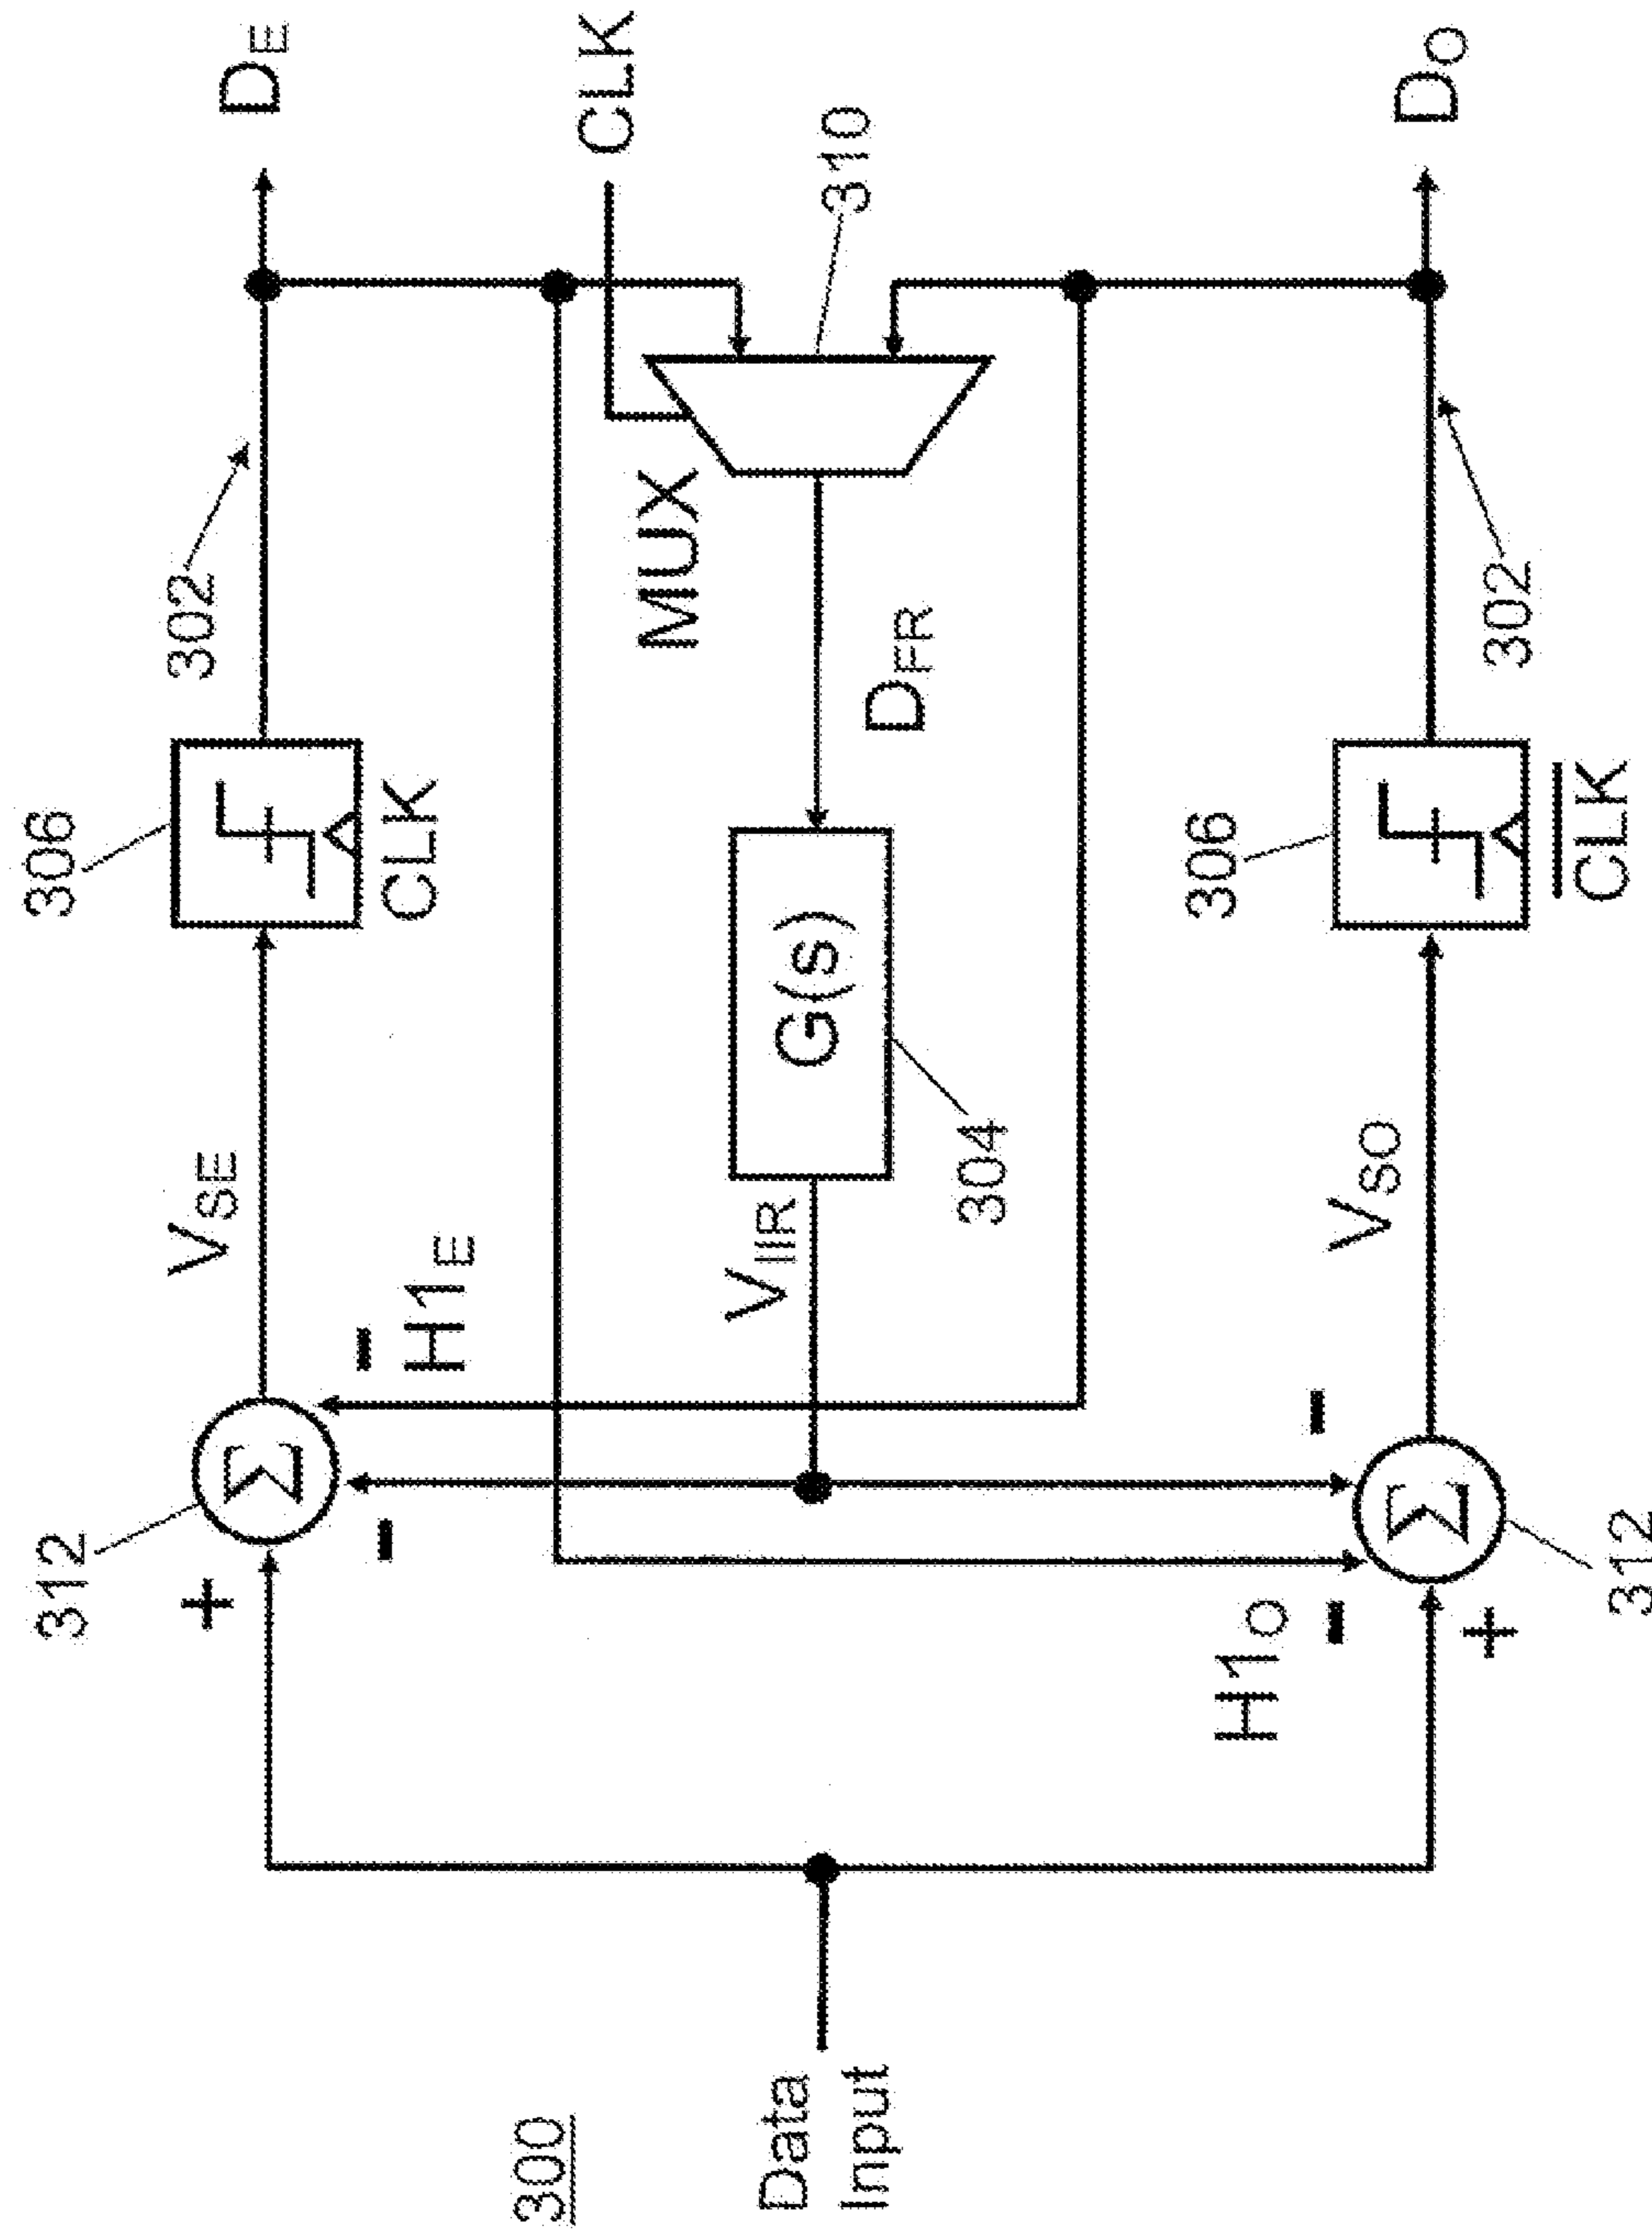 300
Data
Input
312
+
-
-
H1E
VSE
306
CLK
302
DE
CLK
MUX
310
DFR
G(s)
304
VIIR
H1O
-
-
+
312
Σ
Σ
VSO
306
C̅L̅K̅
302
DO